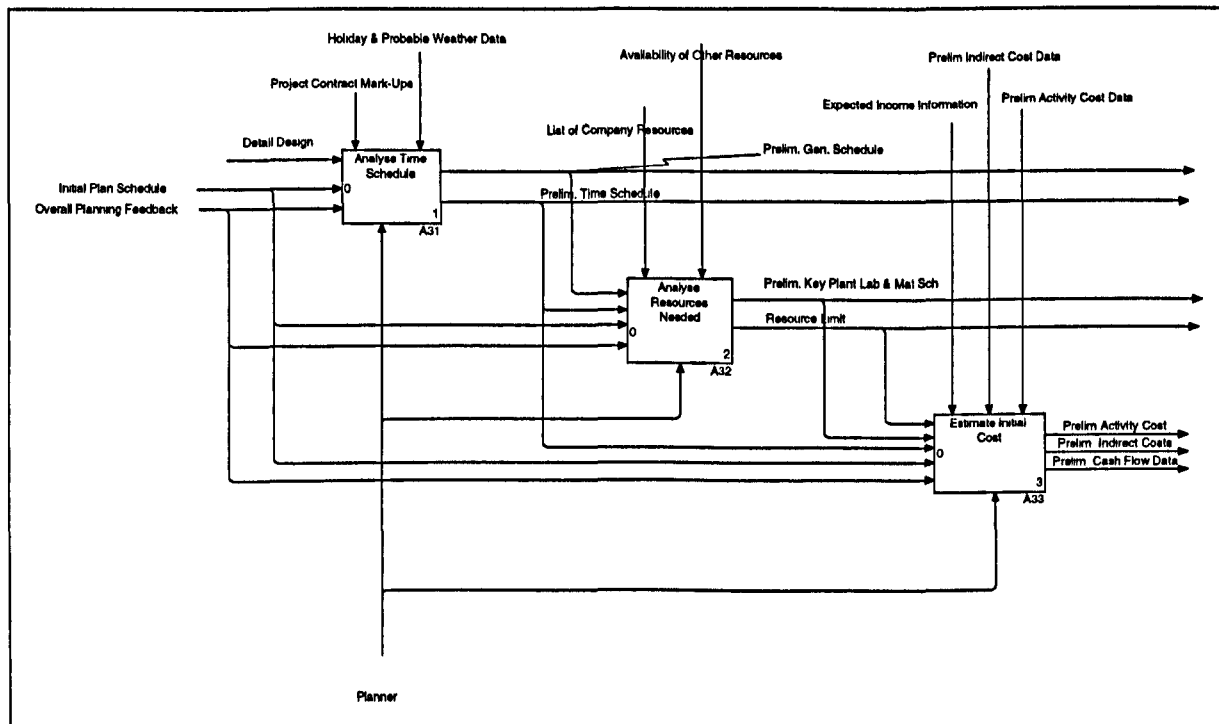 Holiday & Probable Weather Data
Availability of Other Resources
Prelim Indirect Cost Data
Project Contract Mark-Ups
Expected Income Information
Prelim Activity Cost Data
List of Company Resources
Detail Design
Analyse Time
Schedule
Prelim. Gen. Schedule
Initial Plan Schedule
0
Prelim. Time Schedule
Overall Planning Feedback
1
A31
Analyse
Resources
Needed
Prelim. Key Plant Lab & Mat Sch
Resource Limit
0
2
A32
Estimate Initial
Cost
Prelim Activity Cost
Prelim Indirect Costs
0
Prelim Cash Flow Data
3
A33
Planner